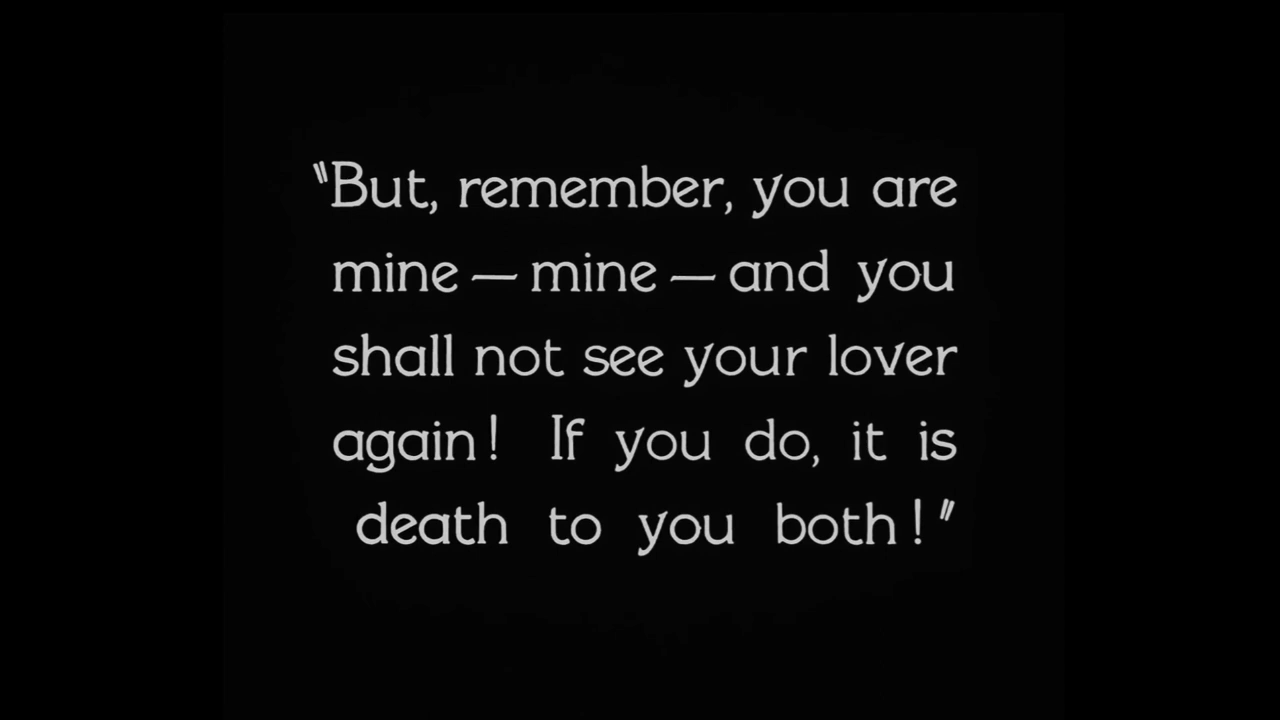 "But, remember, you are
mine — mine — and you
shall not see your lover
again! If you do, it is
death to you both!"